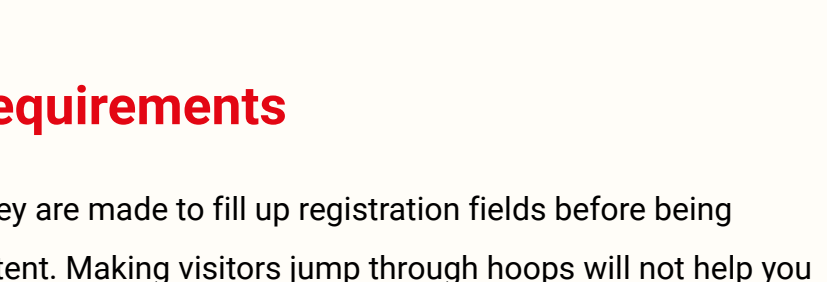 equirements
ey are made to fill up registration fields before being
tent. Making visitors jump through hoops will not help you